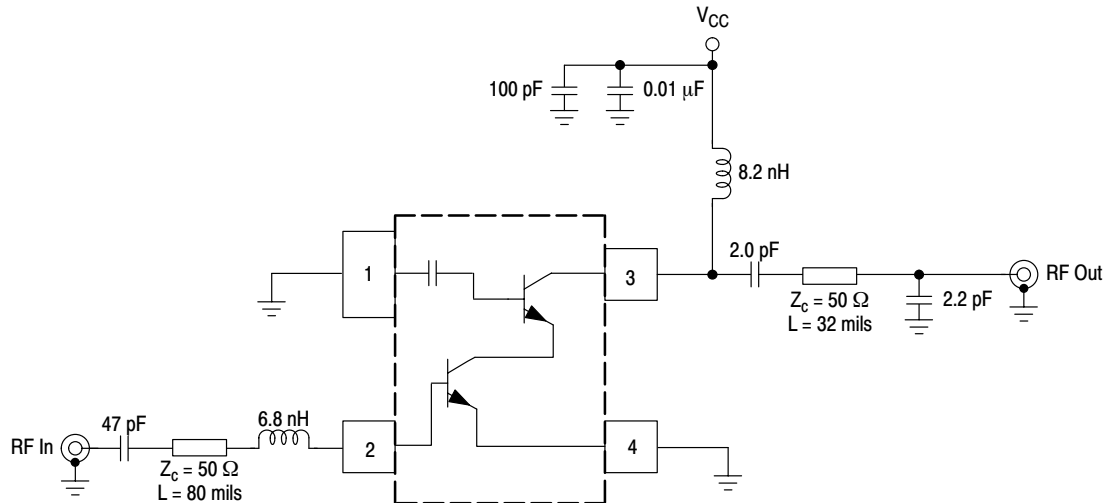 VCC
100 pF
0.01 μF
8.2 nH
1
3
2.0 pF
RF Out
ZC = 50 Ω
L = 32 mils
2.2 pF
47 pF
6.8 nH
RF In
2
4
ZC = 50 Ω
L = 80 mils